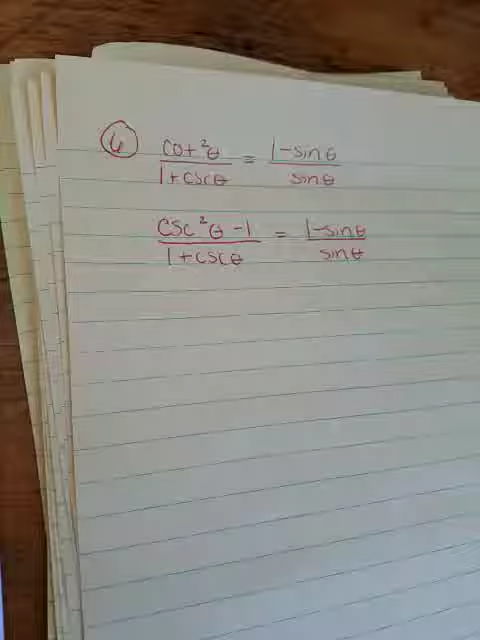 6 cot²θ / 1+cscθ = 1-sinθ / sinθ
csc²θ-1 / 1+cscθ = 1-sinθ / sinθ